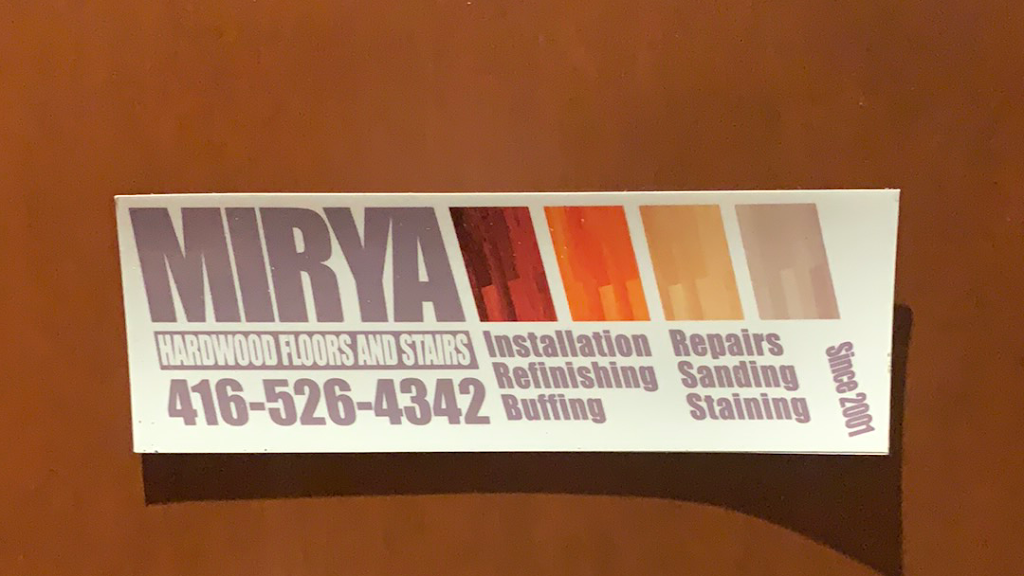 MIRYA
HARDWOOD FLOORS AND STAIRS
416-526-4342
Installation
Refinishing
Buffing
Repairs
Sanding
Staining
Since 2001